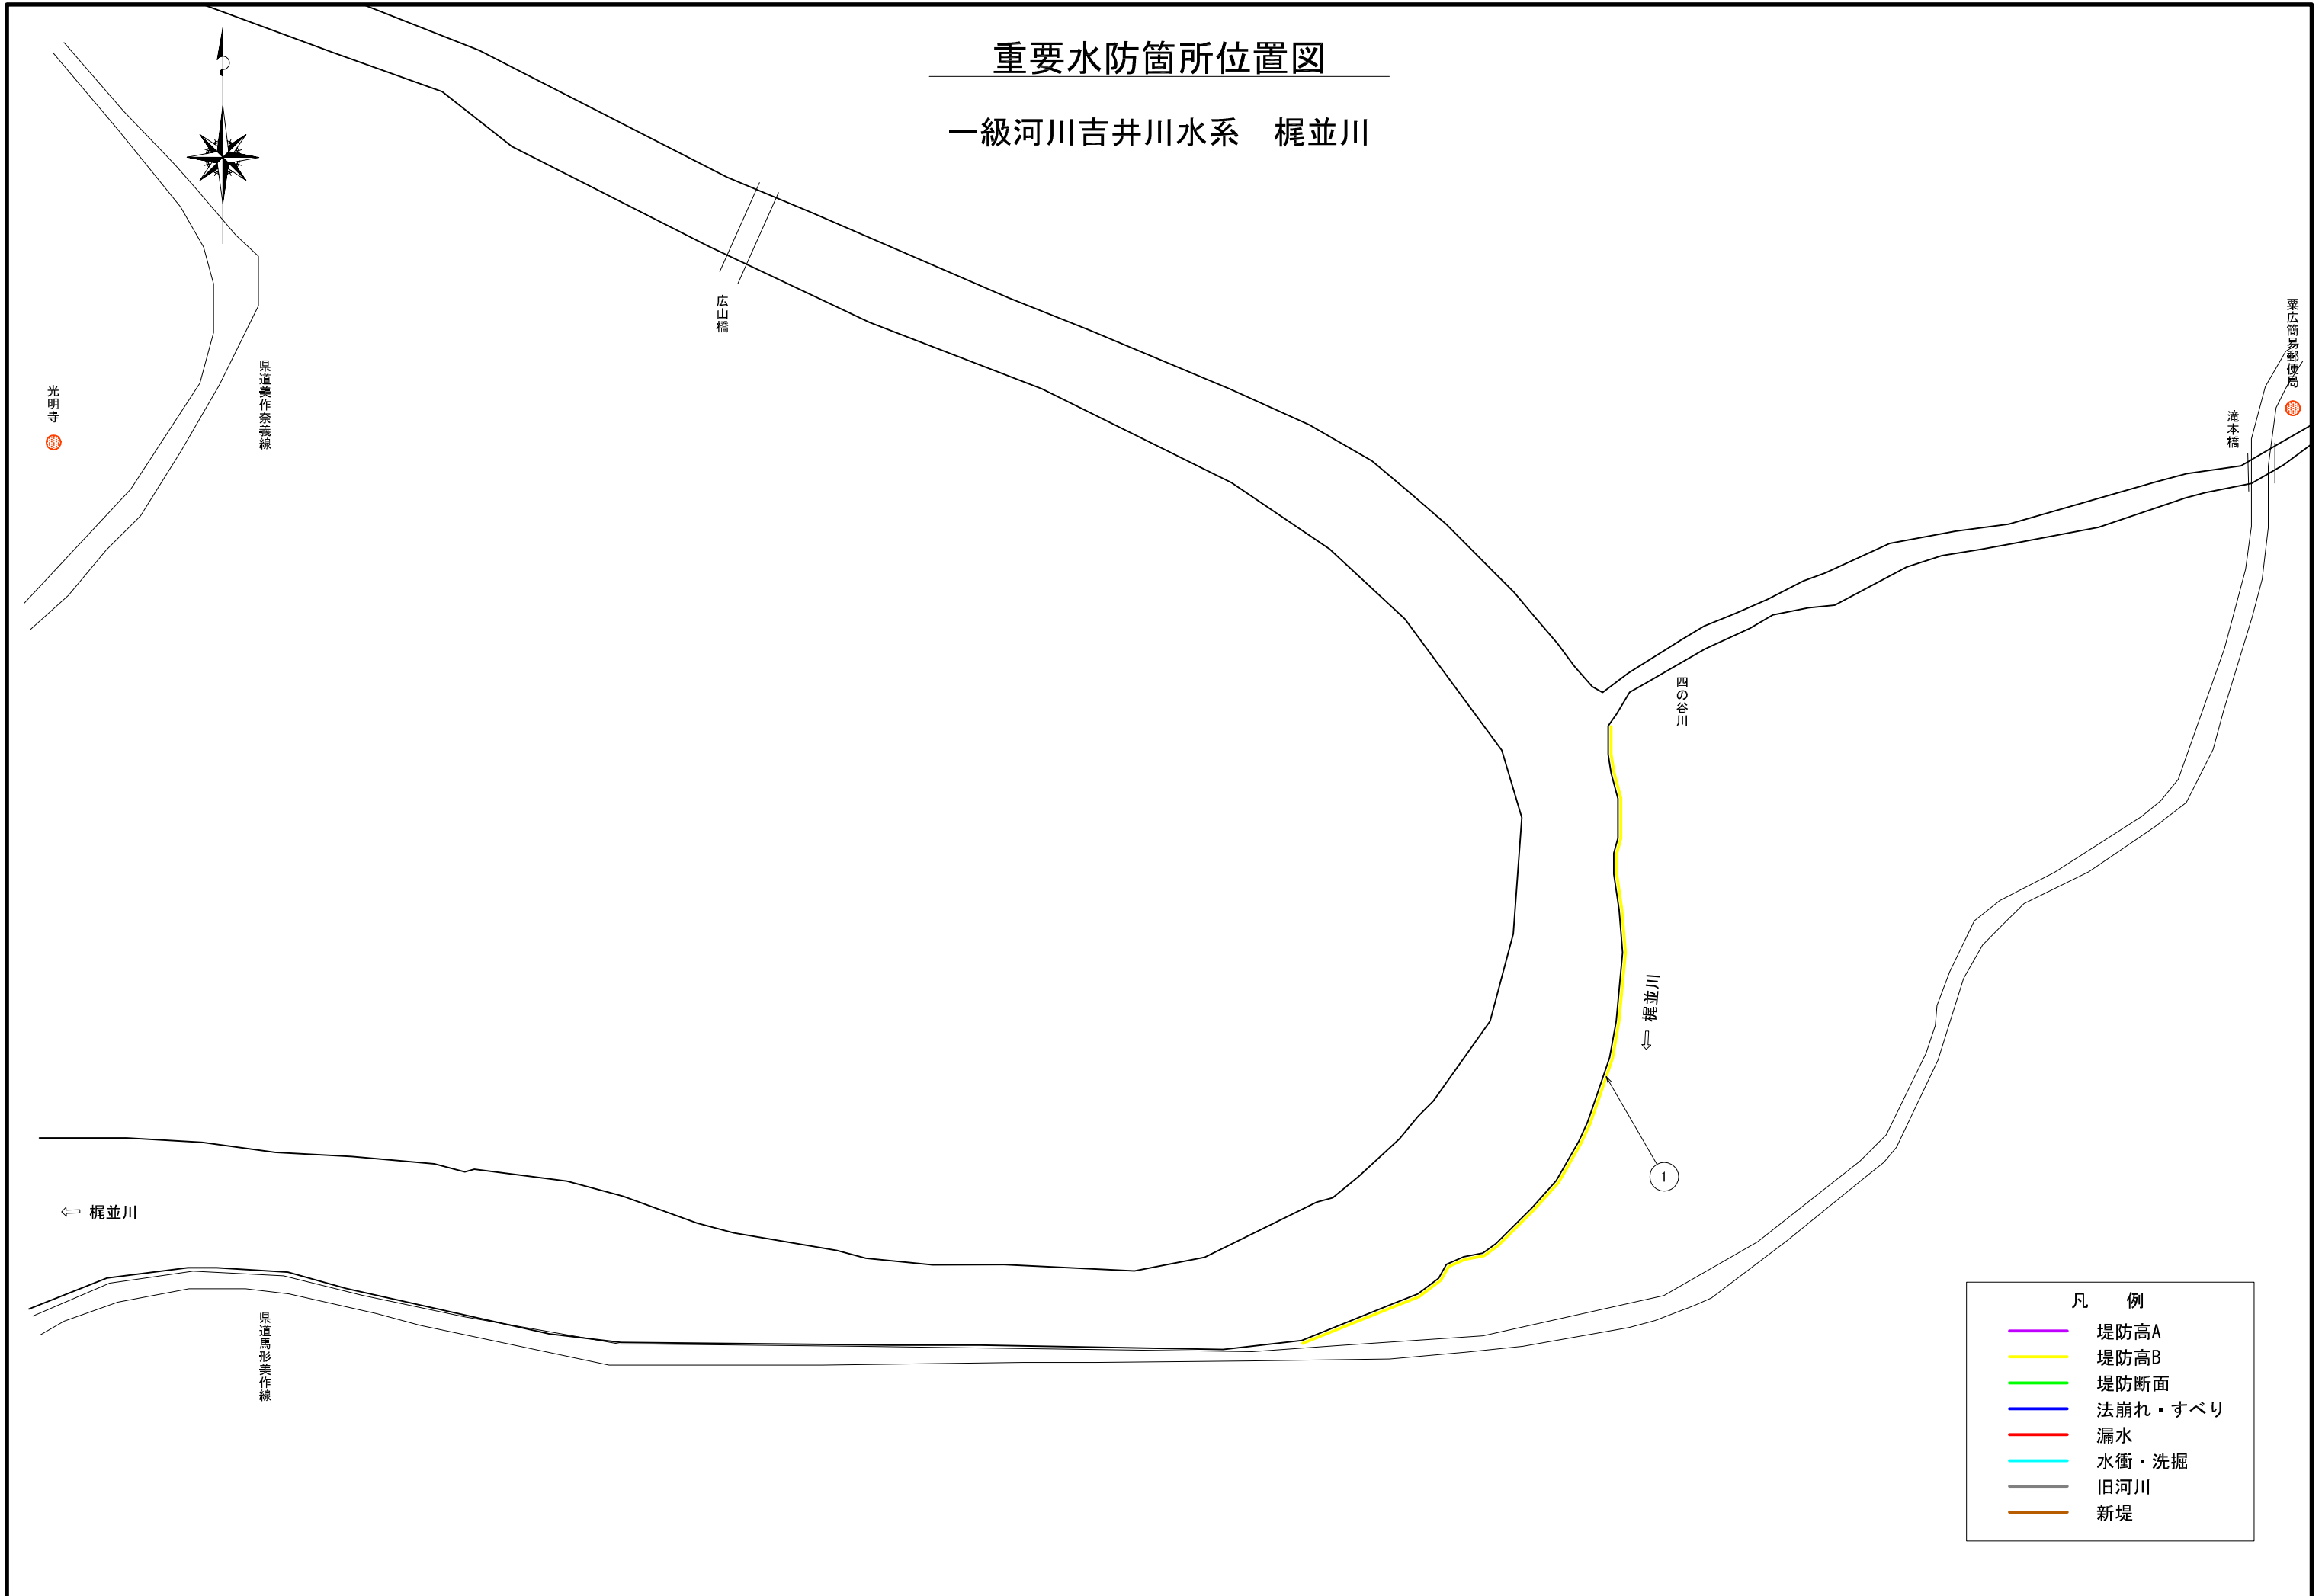 重要水防箇所位置図
一級河川吉井川水系　梶並川
広山橋
粟広簡易郵便局
県道美作奈義線
光明寺
滝本橋
四の谷川
梶並川
1
梶並川
県道馬形美作線
凡　例
堤防高A
堤防高B
堤防断面
法崩れ・すべり
漏水
水衝・洗掘
旧河川
新堤